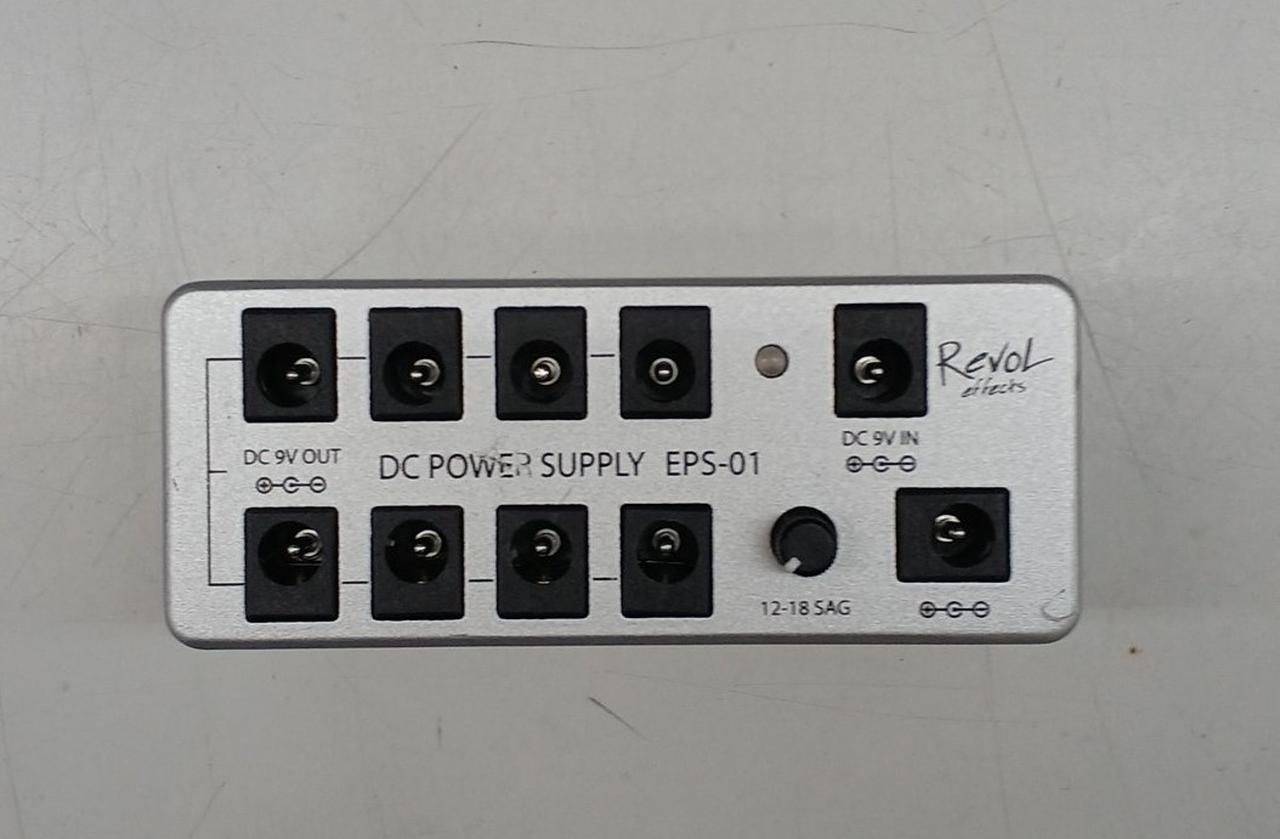 Revol
effects
DC 9V IN
DC 9V OUT
DC POWER SUPPLY EPS-01
12-18 SAG